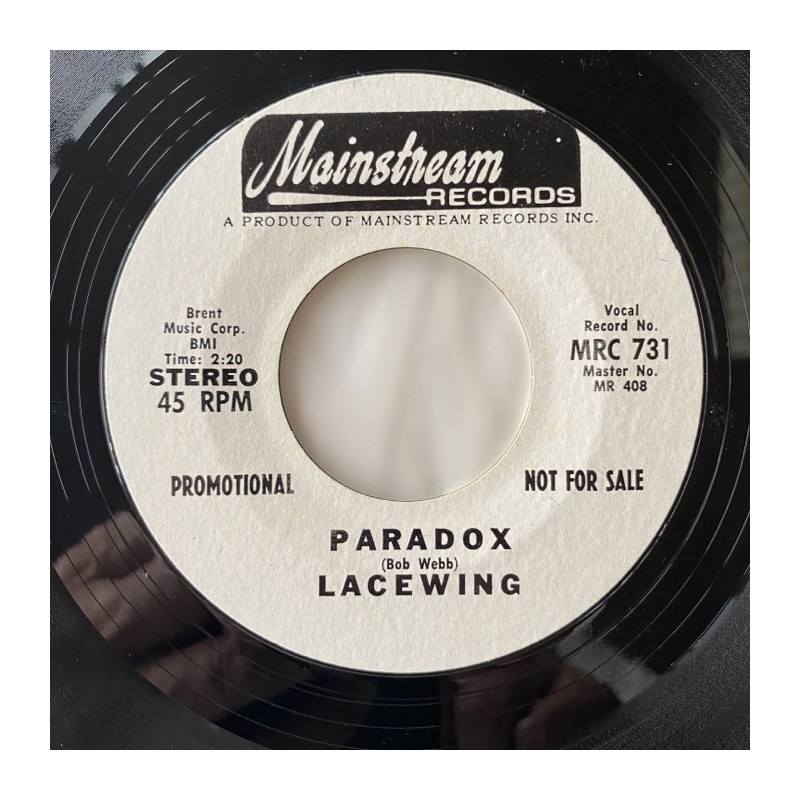 Mainstream
RECORDS
A PRODUCT OF MAINSTREAM RECORDS INC.
Brent
Music Corp.
BMI
Time: 2:20
STEREO
45 RPM
Vocal
Record No.
MRC 731
Master No.
MR 408
PROMOTIONAL
NOT FOR SALE
PARADOX
(Bob Webb)
LACEWING